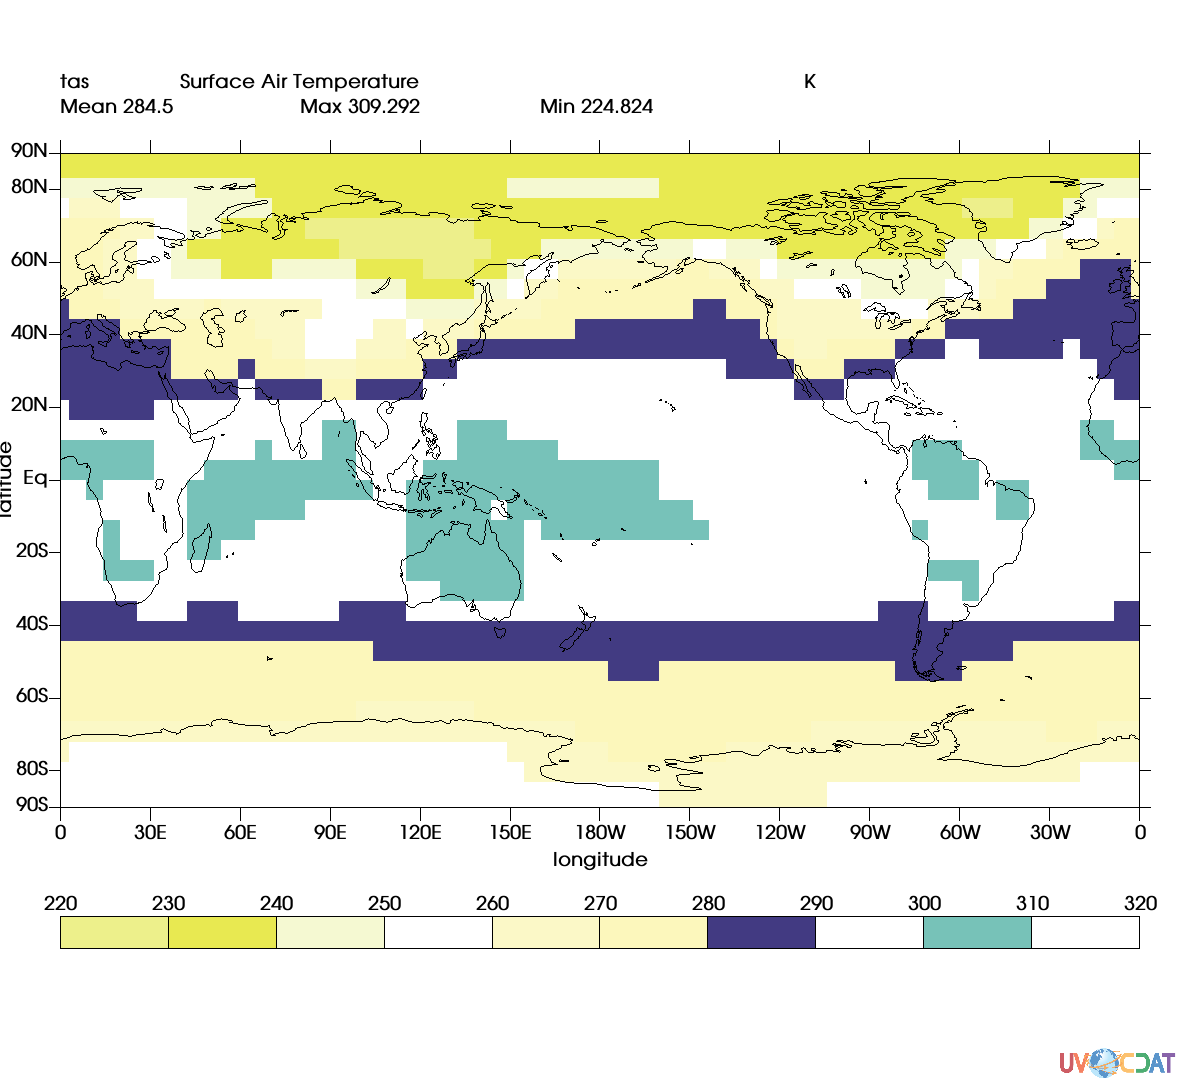 tas Surface Air Temperature K
Mean 284.5 Max 309.292 Min 224.824
90N
80N
60N
40N
20N
Eq
20S
40S
60S
80S
90S
latitude
0 30E 60E 90E 120E 150E 180W 150W 120W 90W 60W 30W 0
longitude
220 230 240 250 260 270 280 290 300 310 320
UV CDAT